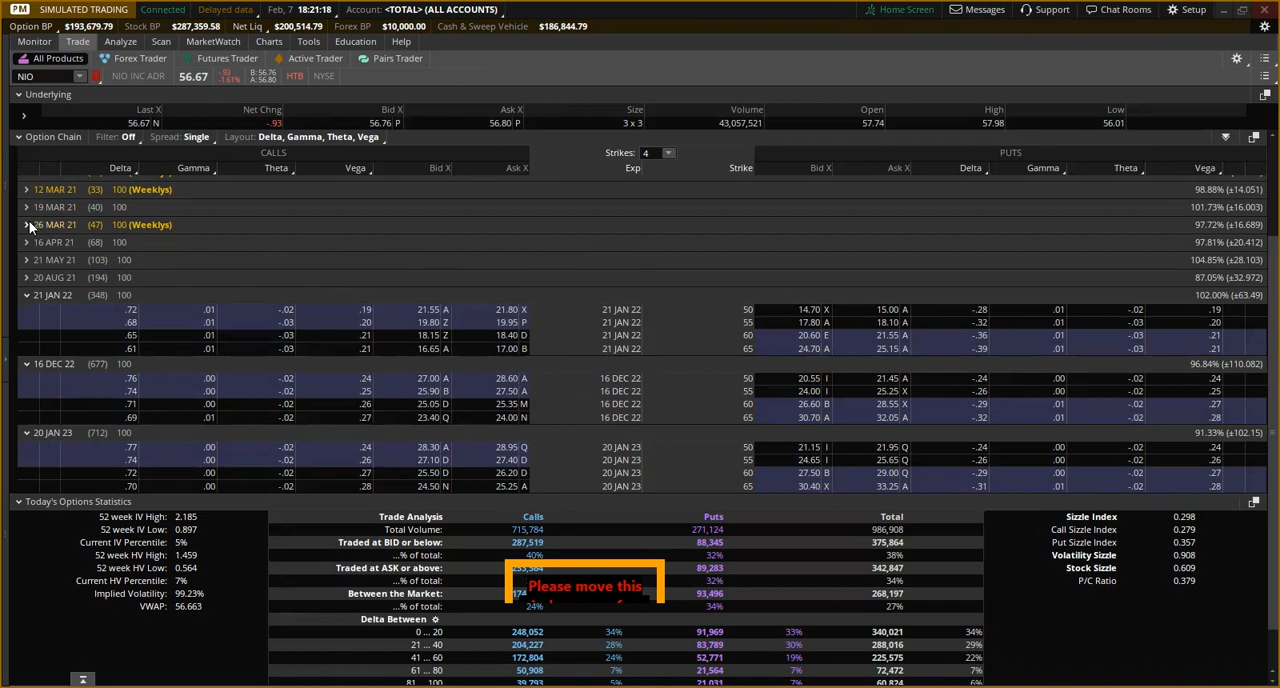 PM SIMULATED TRADING Connected Delayed data Feb, 7 18:21:18 Account: <TOTAL> (ALL ACCOUNTS) Home Screen Messages Support Chat Rooms Setup
Option BP $193,679.79 Stock BP $287,359.58 Net Liq $200,514.79 Forex BP $10,000.00 Cash & Sweep Vehicle $186,844.79
Monitor Trade Analyze Scan MarketWatch Charts Tools Education Help
All Products Forex Trader Futures Trader Active Trader Pairs Trader
NIO NIO INC ADR 56.67 -.93 -1.61% B: 56.76 A: 56.80 HTB NYSE
Underlying
Last X Net Chng Bid X Ask X Size Volume Open High Low
56.67 N -.93 56.76 P 56.80 P 3 x 3 43,057,521 57.74 57.98 56.01
Option Chain Filter: Off Spread: Single Layout: Delta, Gamma, Theta, Vega
CALLS Strikes: 4 PUTS
Delta Gamma Theta Vega Bid X Ask X Exp Strike Bid X Ask X Delta Gamma Theta Vega
12 MAR 21 (33) 100 (Weeklys) 98.88% (±14.051)
19 MAR 21 (40) 100 101.73% (±16.003)
26 MAR 21 (47) 100 (Weeklys) 97.72% (±16.689)
16 APR 21 (68) 100 97.81% (±20.412)
21 MAY 21 (103) 100 104.85% (±28.103)
20 AUG 21 (194) 100 87.05% (±32.972)
21 JAN 22 (348) 100 102.00% (±63.49)
.72 .01 -.02 .19 21.55 A 21.80 X 21 JAN 22 50 14.70 X 15.00 A -.28 .01 -.02 .19
.68 .01 -.03 .20 19.80 Z 19.95 P 21 JAN 22 55 17.80 A 18.10 A -.32 .01 -.02 .20
.65 .01 -.03 .21 18.15 Z 18.40 D 21 JAN 22 60 20.60 E 21.55 A -.36 .01 -.03 .21
.61 .01 -.03 .21 16.65 A 17.00 B 21 JAN 22 65 24.70 A 25.15 A -.39 .01 -.02 .21
16 DEC 22 (677) 100 96.84% (±110.082)
.76 .00 -.02 .24 27.00 A 28.60 A 16 DEC 22 50 20.55 I 21.45 A -.24 .00 -.02 .24
.74 .00 -.02 .25 25.90 B 27.50 A 16 DEC 22 55 24.00 I 25.25 X -.26 .00 -.02 .25
.71 .00 -.02 .26 25.05 D 25.35 M 16 DEC 22 60 26.60 B 28.55 X -.29 .01 -.02 .27
.69 .01 -.02 .26 23.40 Q 24.00 N 16 DEC 22 65 30.70 A 32.05 A -.32 .01 -.02 .28
20 JAN 23 (712) 100 91.33% (±102.15)
.77 .00 -.02 .24 28.30 A 28.95 Q 20 JAN 23 50 21.15 I 21.95 Q -.24 .00 -.02 .24
.74 .00 -.02 .26 27.10 D 27.40 D 20 JAN 23 55 24.65 I 25.65 Q -.26 .01 -.02 .26
.72 .00 -.02 .27 25.50 D 26.20 D 20 JAN 23 60 27.50 B 29.00 Q -.29 .01 -.02 .27
.70 .01 -.02 .28 24.50 N 25.25 A 20 JAN 23 65 30.40 X 33.25 A -.31 .01 -.02 .28
Today's Options Statistics
52 week IV High: 2.185 Trade Analysis Calls Puts Total Sizzle Index 0.298
52 week IV Low: 0.897 Total Volume: 715,784 271,124 986,908 Call Sizzle Index 0.279
Current IV Percentile: 5% Traded at BID or below: 287,519 88,345 375,864 Put Sizzle Index 0.357
52 week HV High: 1.459 ...% of total: 40% 32% 38% Volatility Sizzle 0.908
52 week HV Low: 0.564 Traded at ASK or above: 253,564 89,283 342,847 Stock Sizzle 0.609
Current HV Percentile: 7% ...% of total: 32% 34% P/C Ratio 0.379
Implied Volatility: 99.23% Between the Market: 93,496 268,197
VWAP: 56.663 ...% of total: 24% 34% 27%
Please move this
Delta Between
0 ... 20 248,052 34% 91,969 33% 340,021 34%
21 ... 40 204,227 28% 83,789 30% 288,016 29%
41 ... 60 172,804 24% 52,771 19% 225,575 22%
61 ... 80 50,908 7% 21,564 7% 72,472 7%
81 ... 100 39,793 5% 21,031 7% 60,824 6%